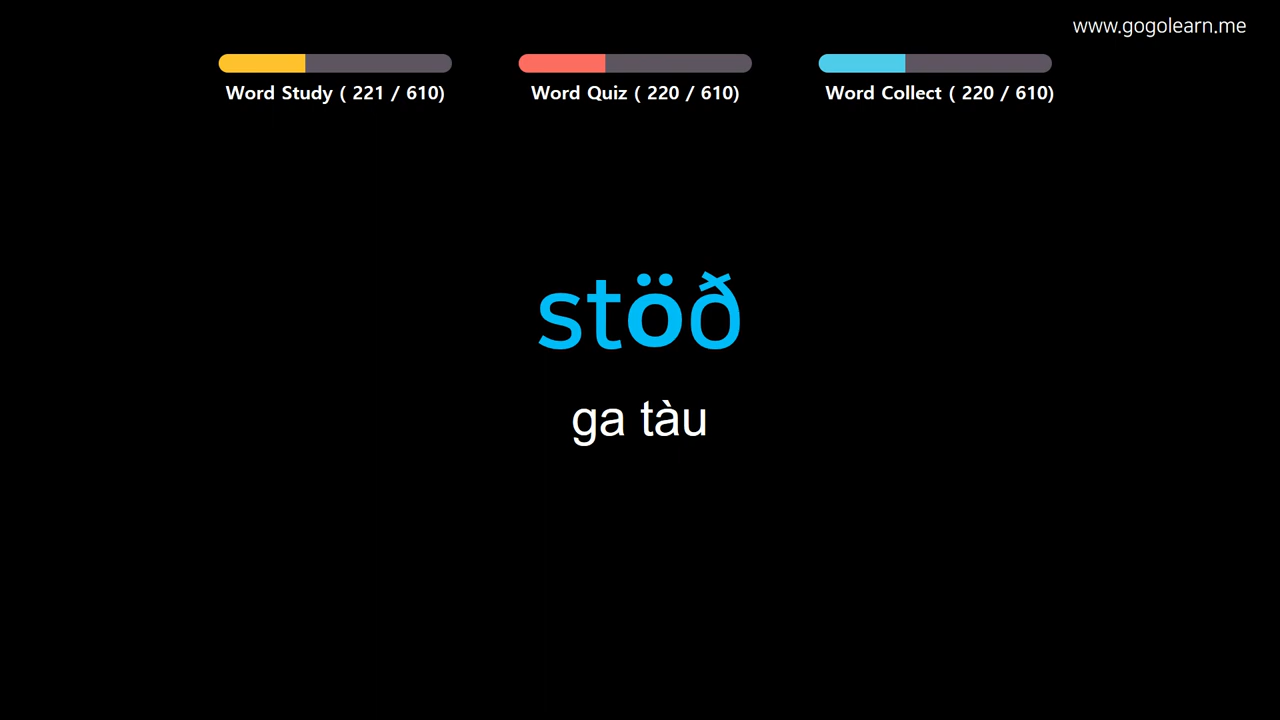 www.gogolearn.me
Word Study ( 221 / 610)
Word Quiz ( 220 / 610)
Word Collect ( 220 / 610)
stöð
ga tàu